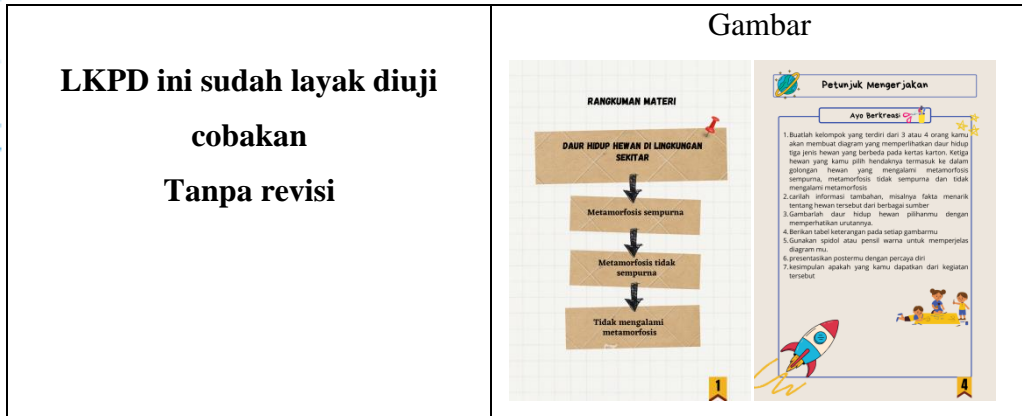 LKPD ini sudah layak diuji
cobakan
Tanpa revisi
Gambar
RANGKUMAN MATERI
DAUR HIDUP HEWAN DI LINGKUNGAN
SEKITAR
Metamorfosis sempurna
Metamorfosis tidak
sempurna
Tidak mengalami
metamorfosis
1
Petunjuk Mengerjakan
Ayo Berkreasi
1. Buatlah kelompok yang terdiri dari 3 atau 4 orang kamu
akan membuat diagram yang memperlihatkan daur hidup
tiga jenis hewan yang berbeda pada kertas karton. Ketiga
hewan yang kamu pilih hendaknya termasuk ke dalam
golongan hewan yang mengalami metamorfosis
sempurna, metamorfosis tidak sempurna dan tidak
mengalami metamorfosis
2. carilah informasi tambahan, misalnya fakta menarik
tentang hewan tersebut dari berbagai sumber
3. Gambarlah daur hidup hewan pilihanmu dengan
memperhatikan urutannya.
4. Berikan tabel keterangan pada setiap gambarmu
5. Gunakan spidol atau pensil warna untuk memperjelas
diagram mu.
6. presentasikan postermu dengan percaya diri
7. kesimpulan apakah yang kamu dapatkan dari kegiatan
tersebut
4